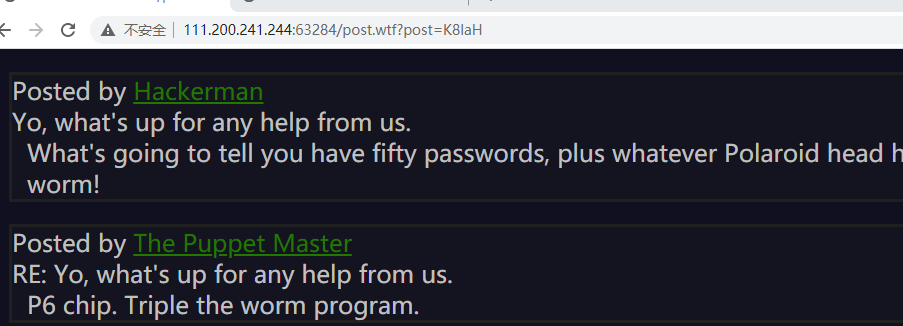 不安全 | 111.200.241.244:63284/post.wtf?post=K8laH
Posted by Hackerman
Yo, what's up for any help from us.
What's going to tell you have fifty passwords, plus whatever Polaroid head
worm!
Posted by The Puppet Master
RE: Yo, what's up for any help from us.
P6 chip. Triple the worm program.